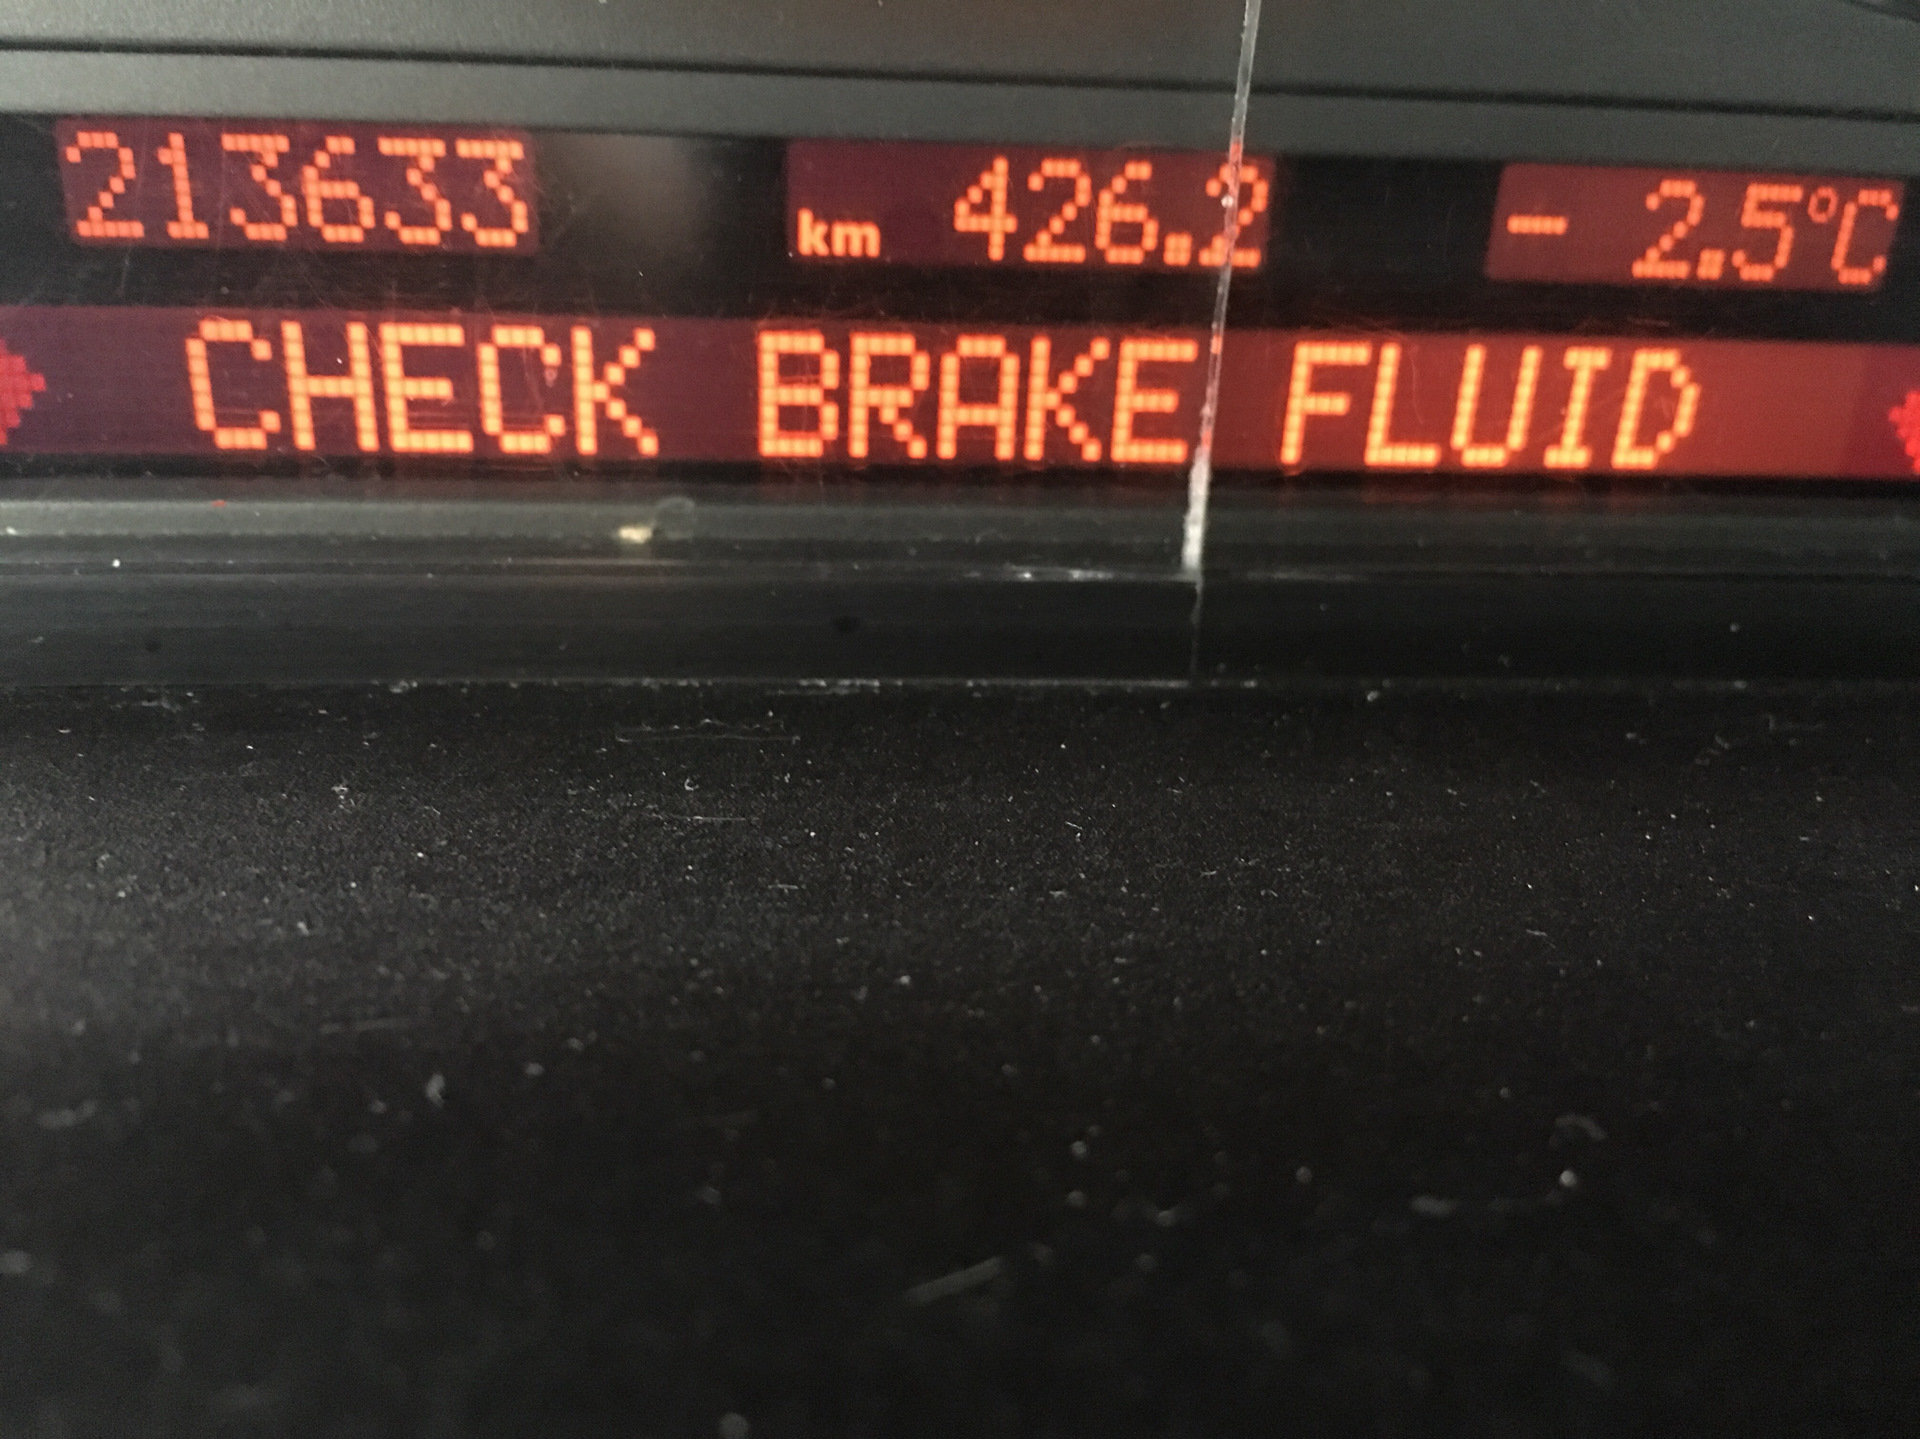 213633 km 426.2 - 2.5°C
CHECK BRAKE FLUID